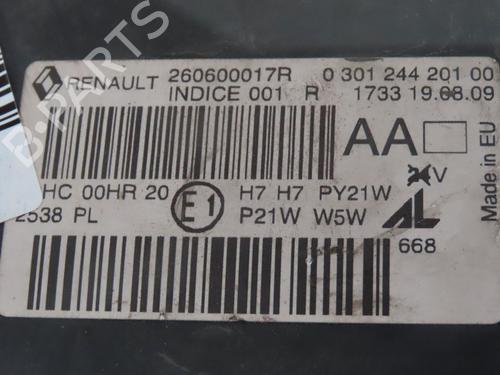 RENAULT 260600017R 0 301 244 201 00
INDICE 001 R 1733 19.08.09
AA
HC 00HR 20 E1 H7 H7 PY21W 24V
2538 PL P21W W5W AL
668
Made in EU
B-PARTS